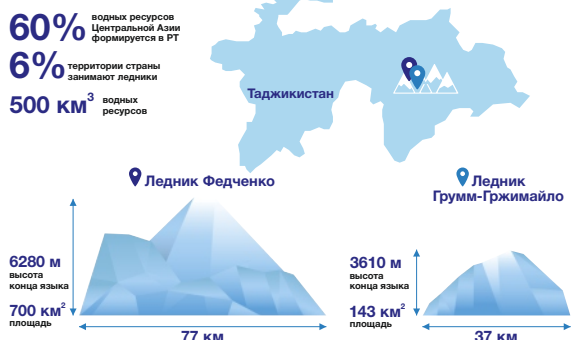 60%
водных ресурсов
Центральной Азии
формируется в РТ
6%
территории страны
занимают ледники
500 км³
водных
ресурсов
Таджикистан
Ледник Федченко
6280 м
высота
конца языка
700 км²
площадь
77 км
Ледник
Грумм-Гржимайло
3610 м
высота
конца языка
143 км²
площадь
37 км